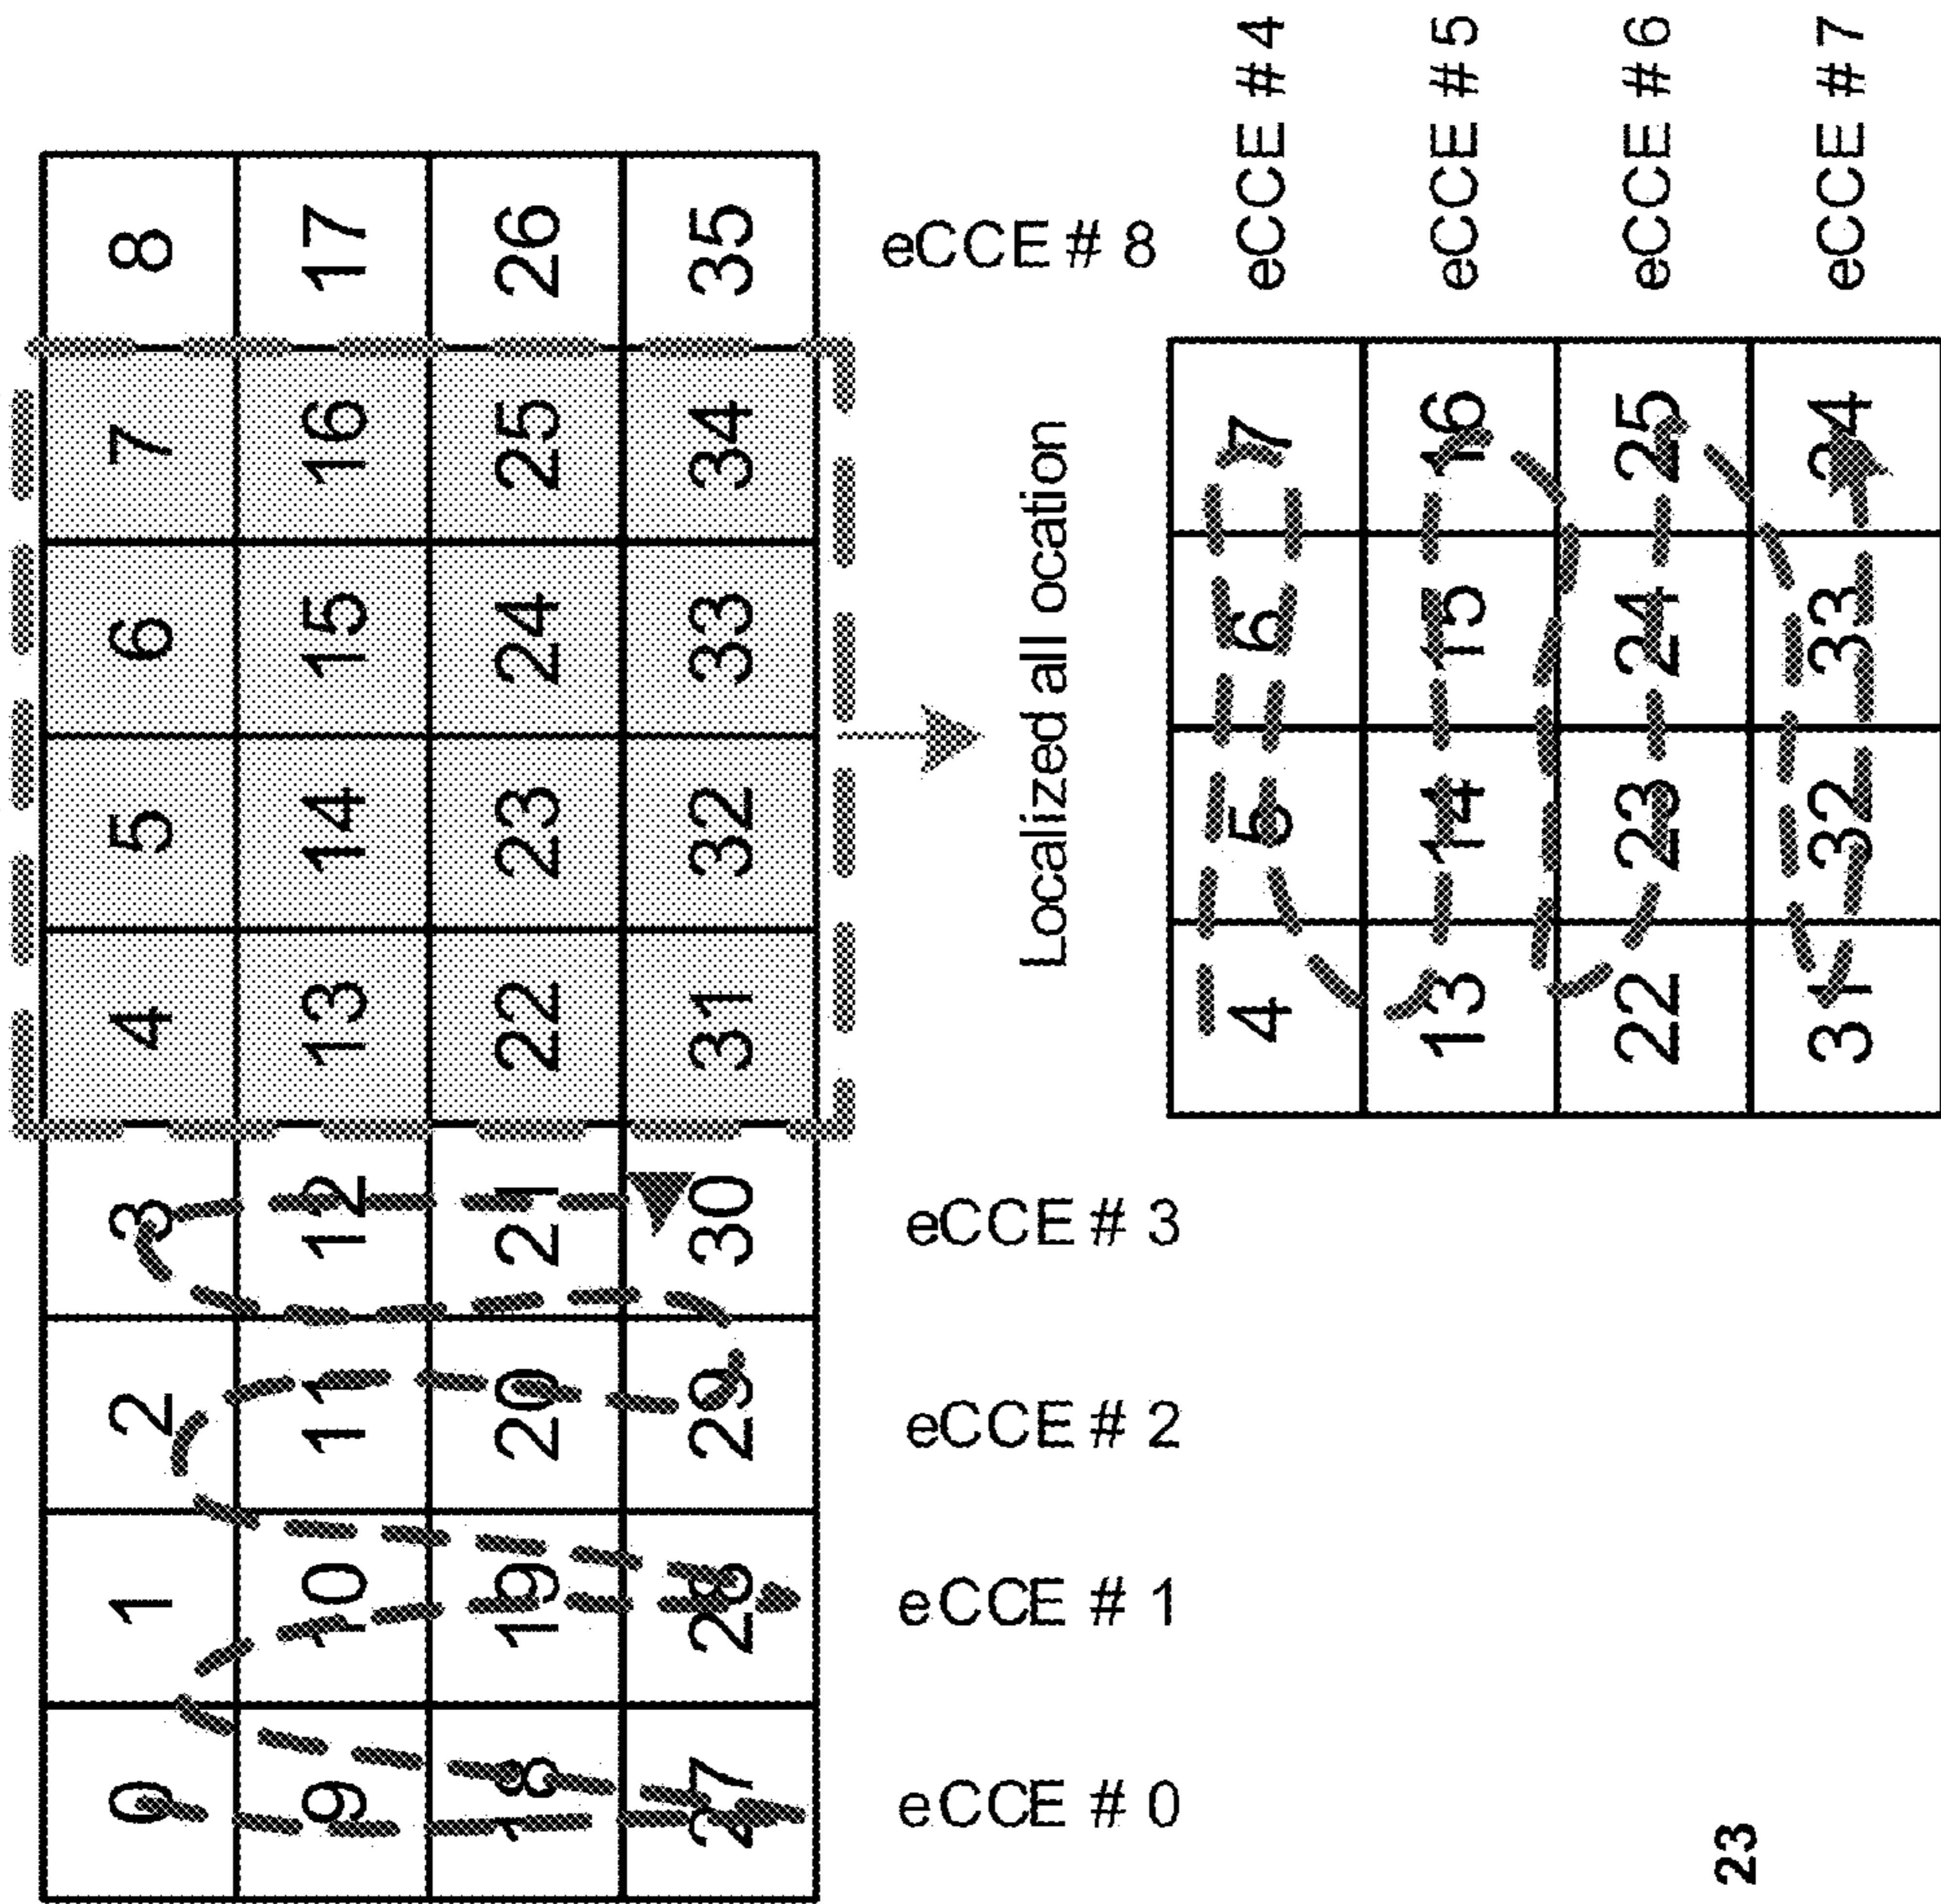 0 1 2 3 4 5 6 7 8
9 10 11 12 13 14 15 16 17
18 19 20 21 22 23 24 25 26
27 28 29 30 31 32 33 34 35
eCCE # 0 eCCE # 1 eCCE # 2 eCCE # 3 eCCE # 8
Localized all ocation
4 5 6 7 eCCE # 4
13 14 15 16 eCCE # 5
22 23 24 25 eCCE # 6
31 32 33 34 eCCE # 7
23